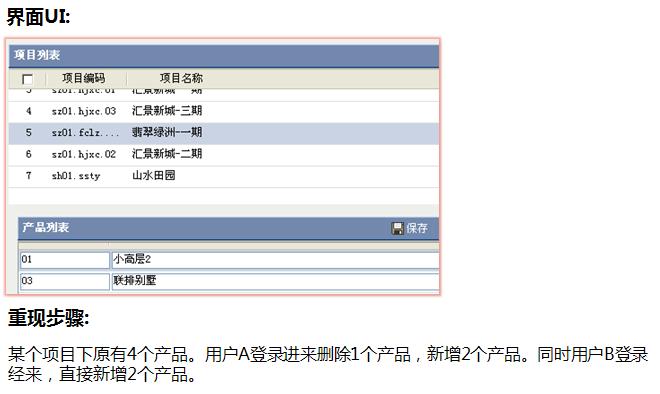 界面UI:
项目列表
项目编码 项目名称
4 sz01.hjxc.03 汇景新城-三期
5 sz01.fclz.... 翡翠绿洲-一期
6 sz01.hjxc.02 汇景新城-二期
7 sh01.ssty 山水田园
产品列表 保存
01 小高层2
03 联排别墅
重现步骤:
某个项目下原有4个产品。用户A登录进来删除1个产品，新增2个产品。同时用户B登录
经来，直接新增2个产品。